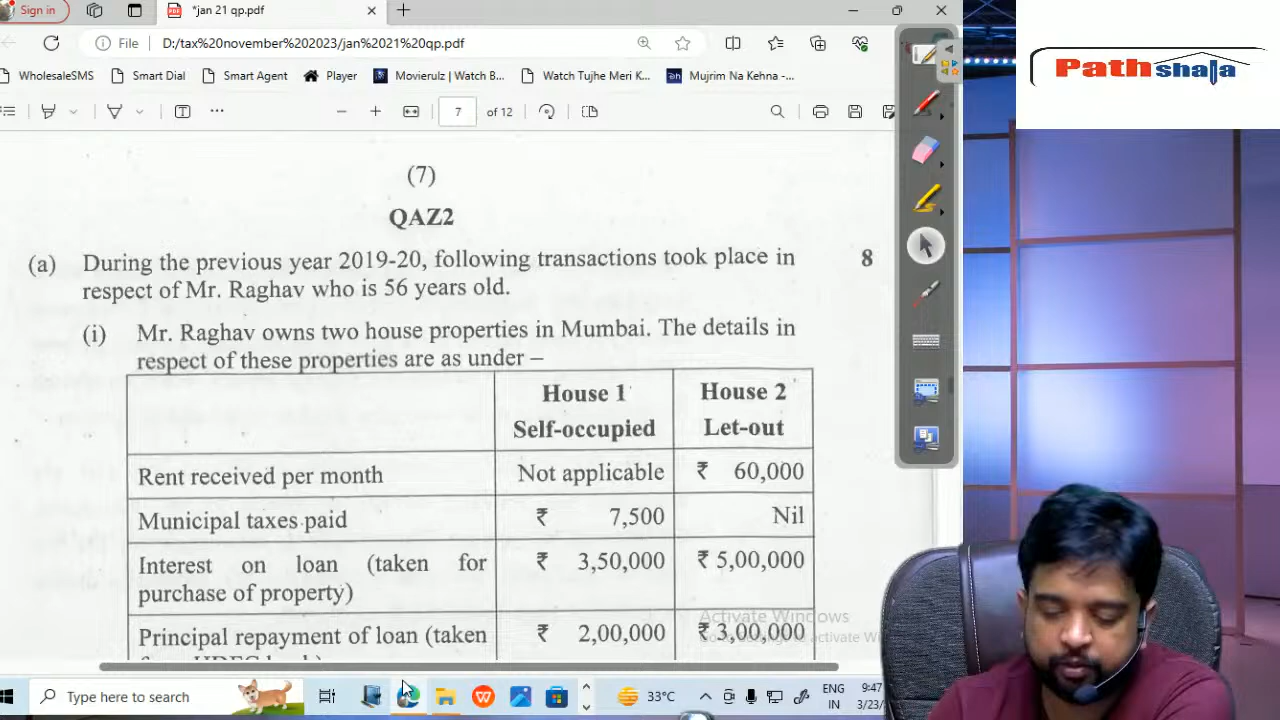 Sign in
*jan 21 qp.pdf
File
D:/tax%20november%202023/jan%2021%20qp.pdf
WholesaleSMS
Smart Dial
Smart Agent
Player
Movierulz | Watch B...
Watch Tujhe Meri K...
Mujrim Na Kehna -...
7 of 12
Path shala
(7)
QAZ2
(a) During the previous year 2019-20, following transactions took place in 8
respect of Mr. Raghav who is 56 years old.
(i) Mr. Raghav owns two house properties in Mumbai. The details in
respect of these properties are as under –
House 1 House 2
Self-occupied Let-out
Rent received per month Not applicable ₹ 60,000
Municipal taxes paid ₹ 7,500 Nil
Interest on loan (taken for ₹ 3,50,000 ₹ 5,00,000
purchase of property)
Activate Windows
Principal repayment of loan (taken ₹ 2,00,000 ₹ 3,00,000
Type here to search
33°C
ENG
IN
9:47
3/23/